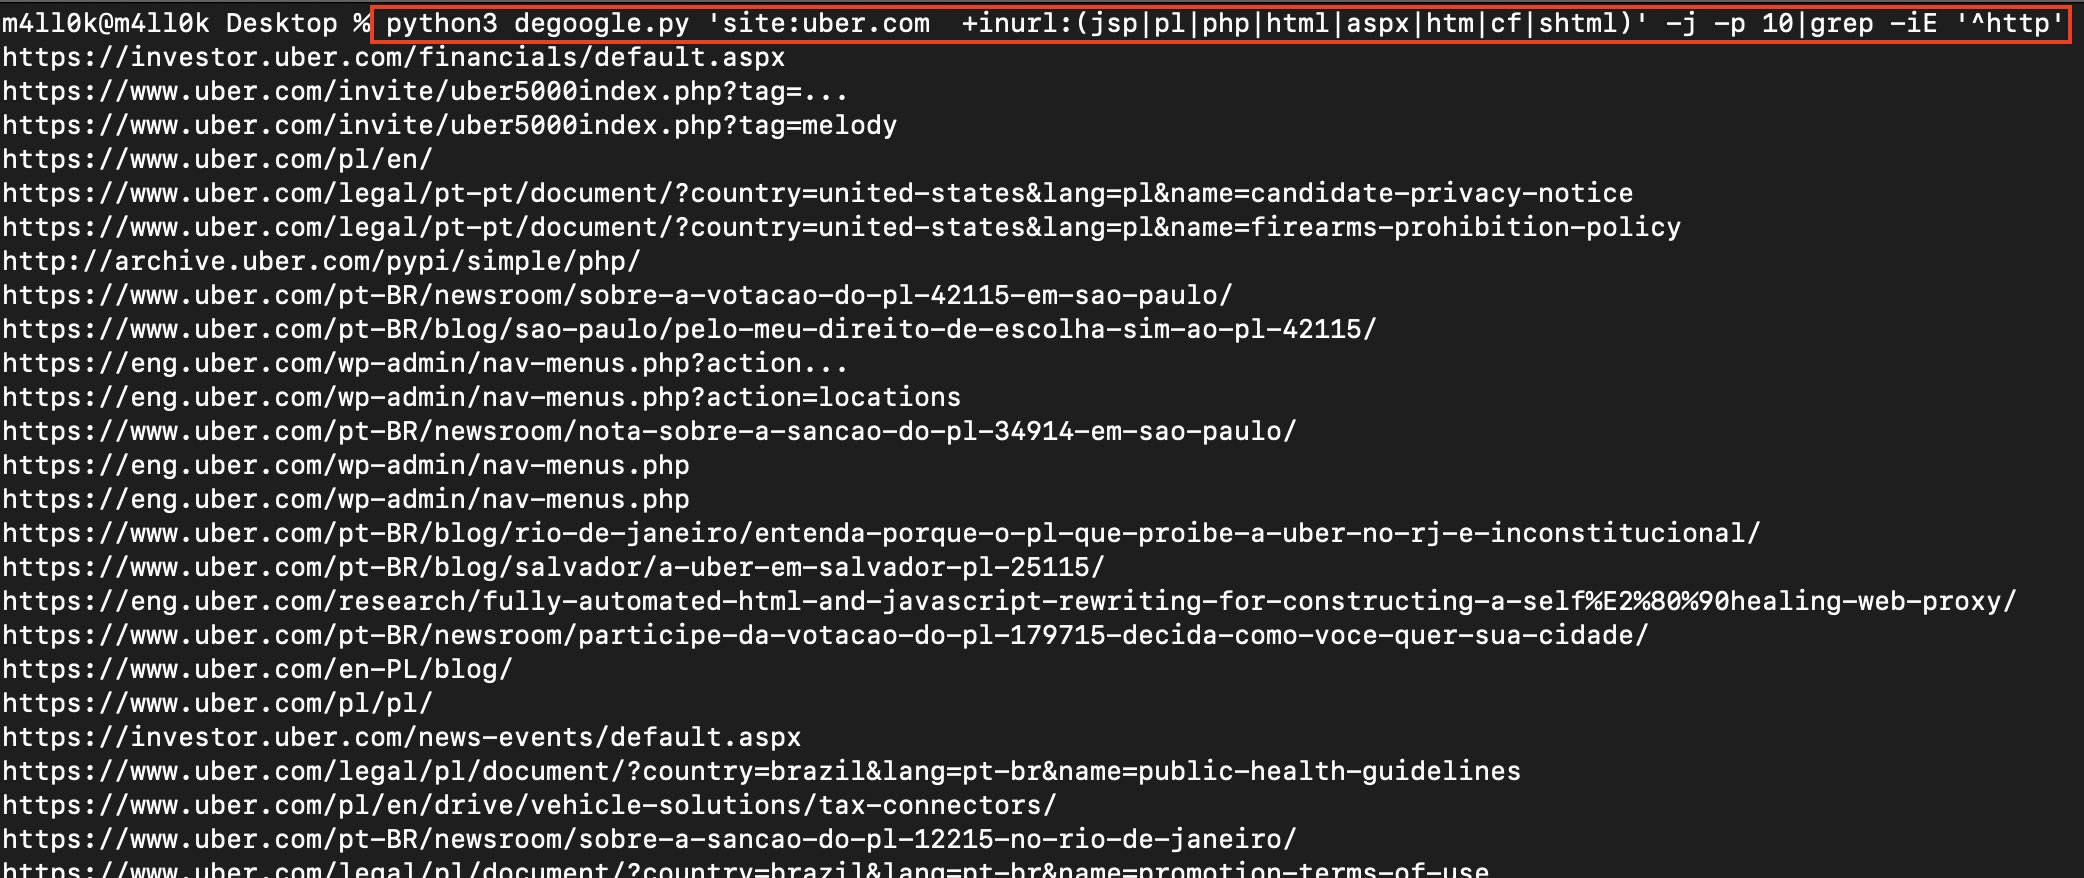 m4ll0k@m4ll0k Desktop % python3 degoogle.py 'site:uber.com  +inurl:(jsp|pl|php|html|aspx|htm|cf|shtml)' -j -p 10|grep -iE '^http'
https://investor.uber.com/financials/default.aspx
https://www.uber.com/invite/uber5000index.php?tag=...
https://www.uber.com/invite/uber5000index.php?tag=melody
https://www.uber.com/pl/en/
https://www.uber.com/legal/pt-pt/document/?country=united-states&lang=pl&name=candidate-privacy-notice
https://www.uber.com/legal/pt-pt/document/?country=united-states&lang=pl&name=firearms-prohibition-policy
http://archive.uber.com/pypi/simple/php/
https://www.uber.com/pt-BR/newsroom/sobre-a-votacao-do-pl-42115-em-sao-paulo/
https://www.uber.com/pt-BR/blog/sao-paulo/pelo-meu-direito-de-escolha-sim-ao-pl-42115/
https://eng.uber.com/wp-admin/nav-menus.php?action...
https://eng.uber.com/wp-admin/nav-menus.php?action=locations
https://www.uber.com/pt-BR/newsroom/nota-sobre-a-sancao-do-pl-34914-em-sao-paulo/
https://eng.uber.com/wp-admin/nav-menus.php
https://eng.uber.com/wp-admin/nav-menus.php
https://www.uber.com/pt-BR/blog/rio-de-janeiro/entenda-porque-o-pl-que-proibe-a-uber-no-rj-e-inconstitucional/
https://www.uber.com/pt-BR/blog/salvador/a-uber-em-salvador-pl-25115/
https://eng.uber.com/research/fully-automated-html-and-javascript-rewriting-for-constructing-a-self%E2%80%90healing-web-proxy/
https://www.uber.com/pt-BR/newsroom/participe-da-votacao-do-pl-179715-decida-como-voce-quer-sua-cidade/
https://www.uber.com/en-PL/blog/
https://www.uber.com/pl/pl/
https://investor.uber.com/news-events/default.aspx
https://www.uber.com/legal/pl/document/?country=brazil&lang=pt-br&name=public-health-guidelines
https://www.uber.com/pl/en/drive/vehicle-solutions/tax-connectors/
https://www.uber.com/pt-BR/newsroom/sobre-a-sancao-do-pl-12215-no-rio-de-janeiro/
https://www.uber.com/legal/pl/document/?country=brazil&lang=pt-br&name=promotion-terms-of-use